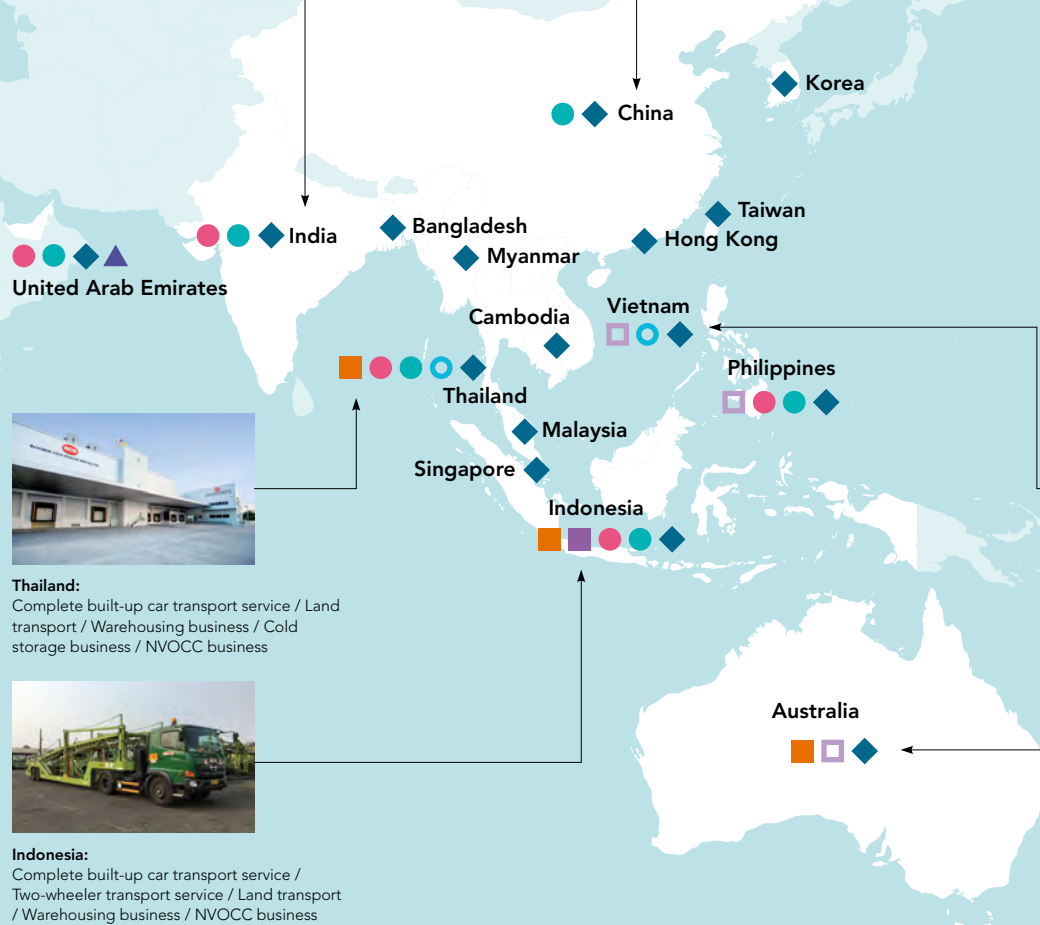 Korea
China
Taiwan
Bangladesh
India
Hong Kong
Myanmar
United Arab Emirates
Vietnam
Cambodia
Philippines
Thailand
Malaysia
Singapore
Indonesia
Thailand:
Complete built-up car transport service / Land
transport / Warehousing business / Cold
storage business / NVOCC business
Australia
Indonesia:
Complete built-up car transport service /
Two-wheeler transport service / Land transport
/ Warehousing business / NVOCC business